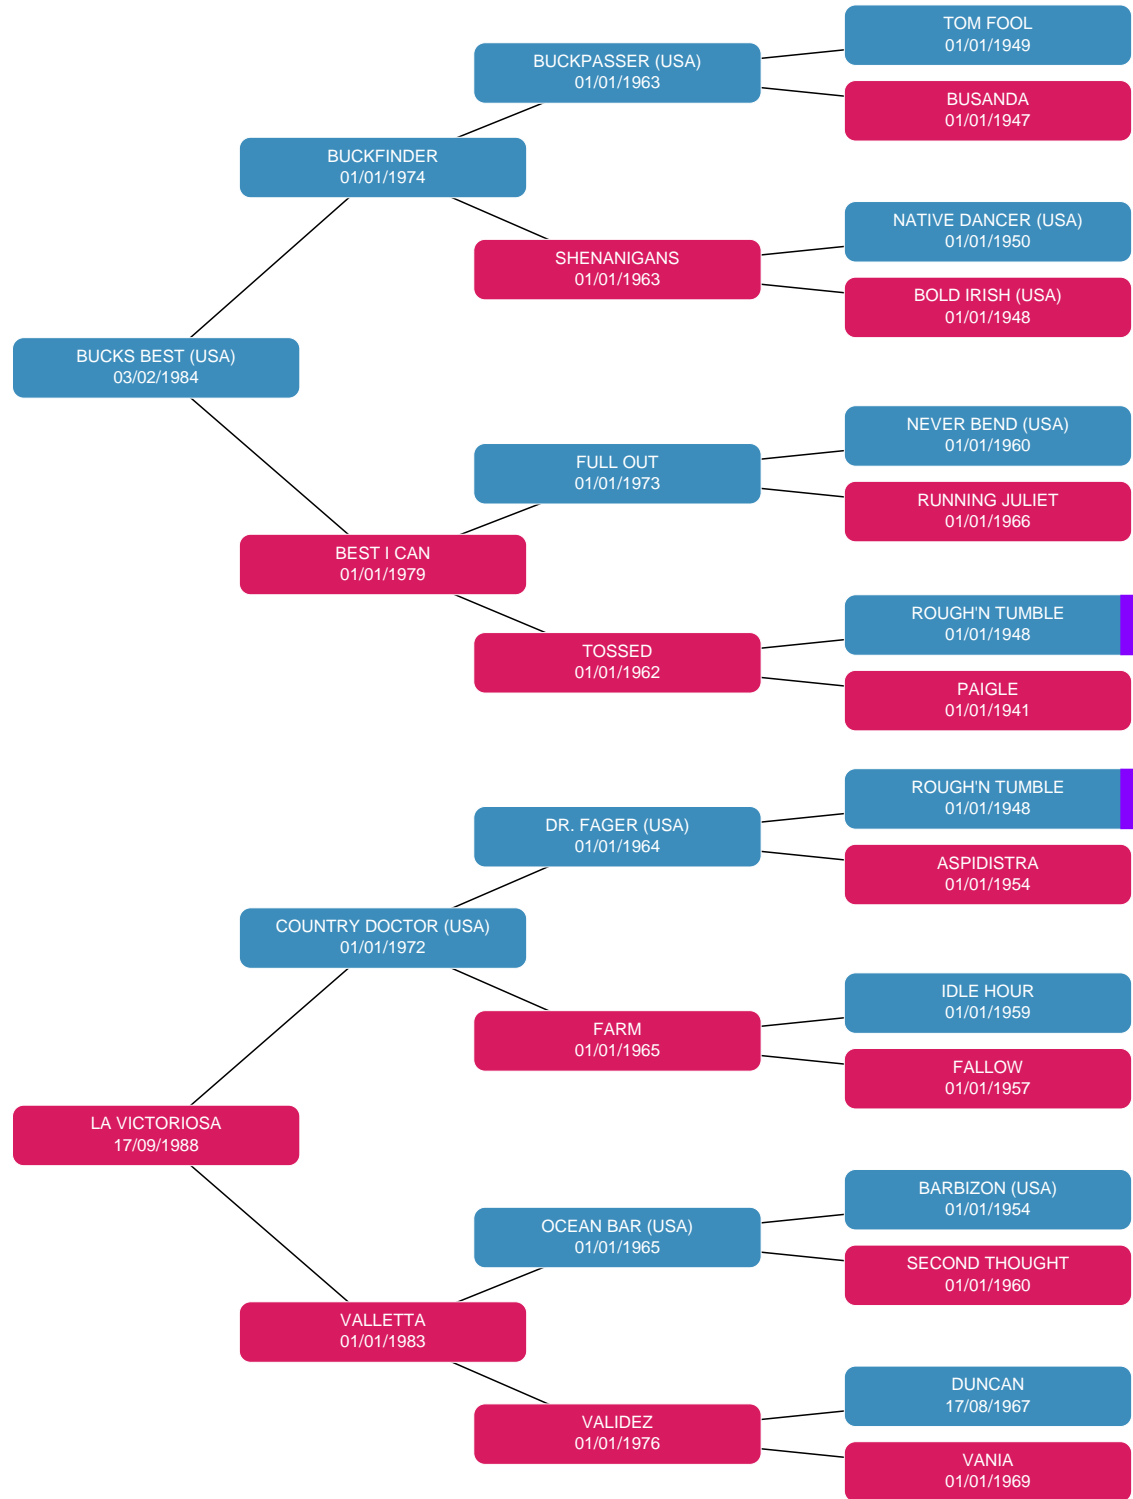 TOM FOOL
01/01/1949
BUCKPASSER (USA)
01/01/1963
BUSANDA
01/01/1947
BUCKFINDER
01/01/1974
NATIVE DANCER (USA)
01/01/1950
SHENANIGANS
01/01/1963
BOLD IRISH (USA)
01/01/1948
BUCKS BEST (USA)
03/02/1984
NEVER BEND (USA)
01/01/1960
FULL OUT
01/01/1973
RUNNING JULIET
01/01/1966
BEST I CAN
01/01/1979
ROUGH'N TUMBLE
01/01/1948
TOSSED
01/01/1962
PAIGLE
01/01/1941
ROUGH'N TUMBLE
01/01/1948
DR. FAGER (USA)
01/01/1964
ASPIDISTRA
01/01/1954
COUNTRY DOCTOR (USA)
01/01/1972
IDLE HOUR
01/01/1959
FARM
01/01/1965
FALLOW
01/01/1957
LA VICTORIOSA
17/09/1988
BARBIZON (USA)
01/01/1954
OCEAN BAR (USA)
01/01/1965
SECOND THOUGHT
01/01/1960
VALLETTA
01/01/1983
DUNCAN
17/08/1967
VALIDEZ
01/01/1976
VANIA
01/01/1969